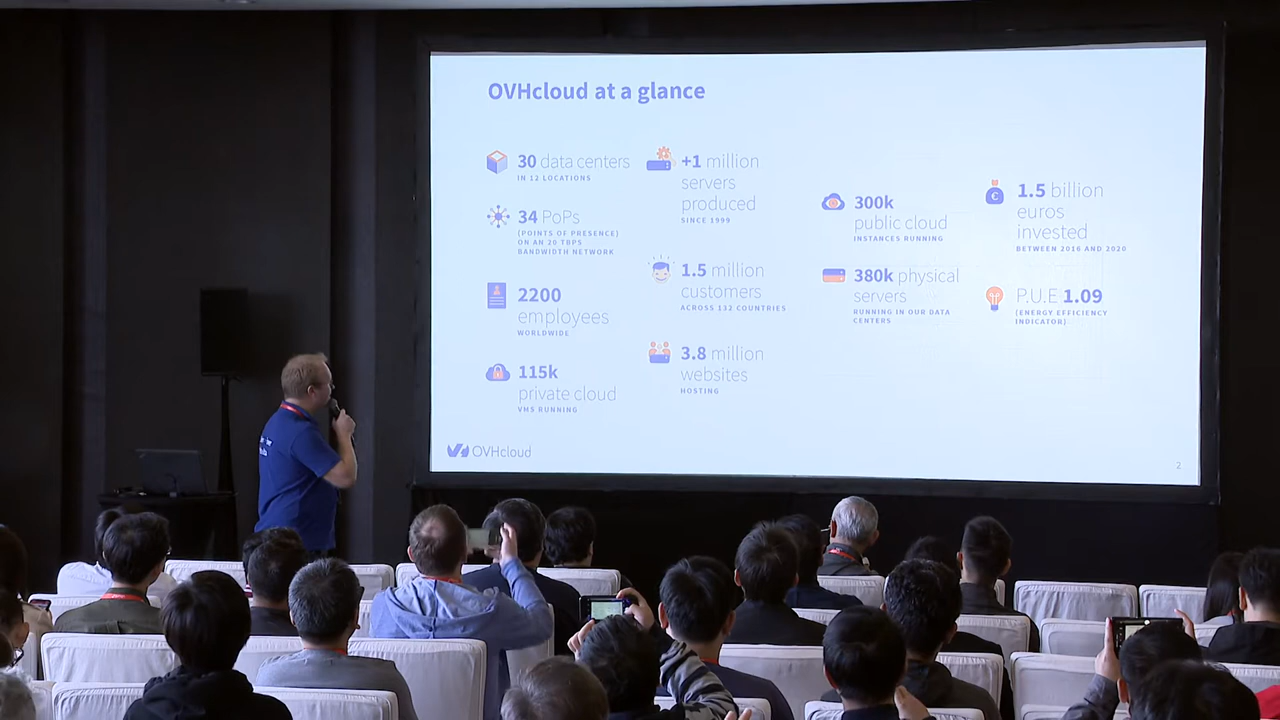 OVHcloud at a glance
30 data centers
IN 12 LOCATIONS
34 PoPs
(POINTS OF PRESENCE)
ON AN 20 TBPS
BANDWIDTH NETWORK
2200
employees
WORLDWIDE
115k
private cloud
VMS RUNNING
+1 million
servers
produced
SINCE 1999
1.5 million
customers
ACROSS 132 COUNTRIES
3.8 million
websites
HOSTING
300k
public cloud
INSTANCES RUNNING
380k physical
servers
RUNNING IN OUR DATA
CENTERS
1.5 billion
euros
invested
BETWEEN 2016 AND 2020
P.U.E 1.09
(ENERGY EFFICIENCY
INDICATOR)
OVHcloud
2